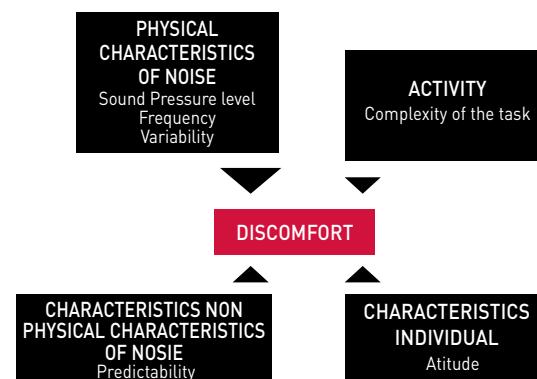 PHYSICAL
CHARACTERISTICS
OF NOISE
Sound Pressure level
Frequency
Variability
ACTIVITY
Complexity of the task
DISCOMFORT
CHARACTERISTICS NON
PHYSICAL CHARACTERISTICS
OF NOSIE
Predictability
CHARACTERISTICS
INDIVIDUAL
Atitude